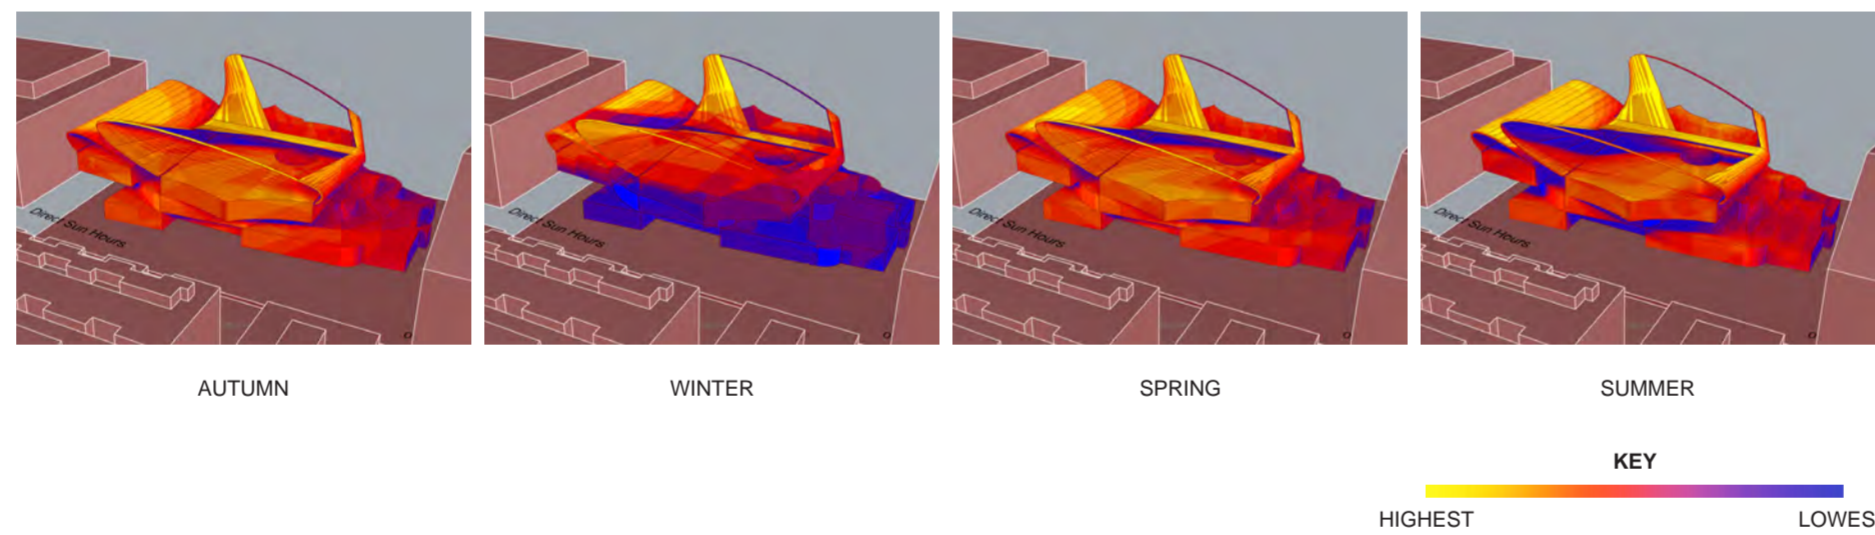 Direct Sun Hours
Direct Sun Hours
Direct Sun Hours
Direct Sun Hours
AUTUMN
WINTER
SPRING
SUMMER
KEY
HIGHEST
LOWES